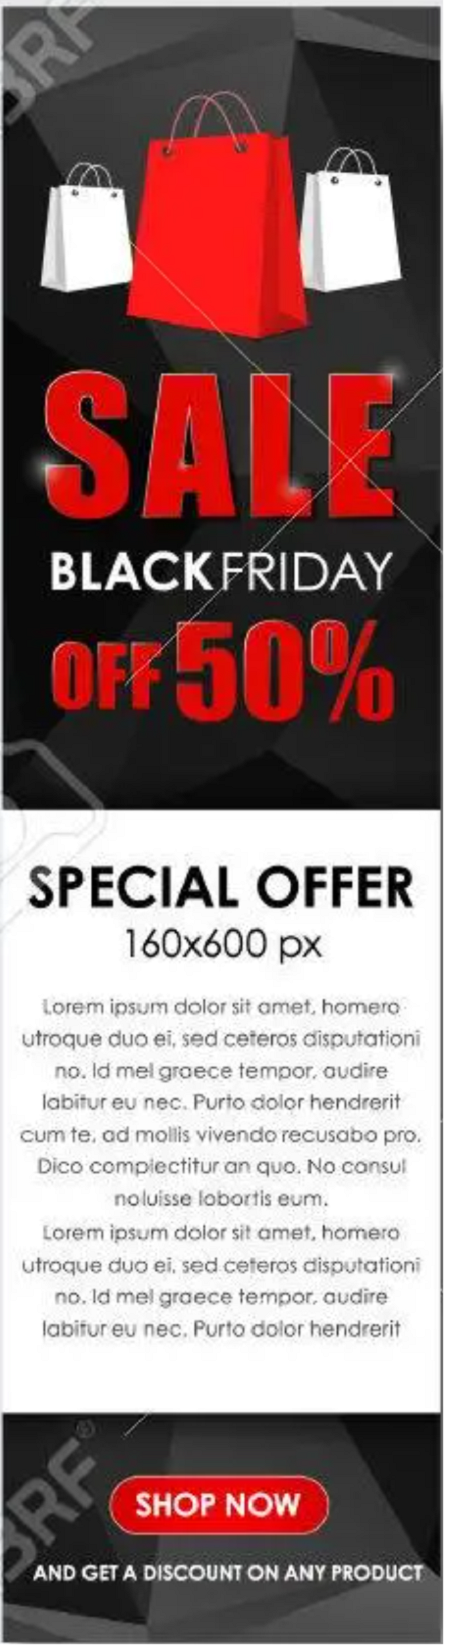 SALE
BLACKFRIDAY
OFF 50%
SPECIAL OFFER
160x600 px
Lorem ipsum dolor sit amet, homero
utroque duo ei, sed ceteros disputationi
no. Id mel graece tempor, audire
labitur eu nec. Purto dolor hendrerit
cum te, ad mollis vivendo recusabo pro.
Dico complectitur an quo. No consul
noluisse lobortis eum.
Lorem ipsum dolor sit amet, homero
utroque duo ei, sed ceteros disputationi
no. Id mel graece tempor, audire
labitur eu nec. Purto dolor hendrerit
SHOP NOW
AND GET A DISCOUNT ON ANY PRODUCT